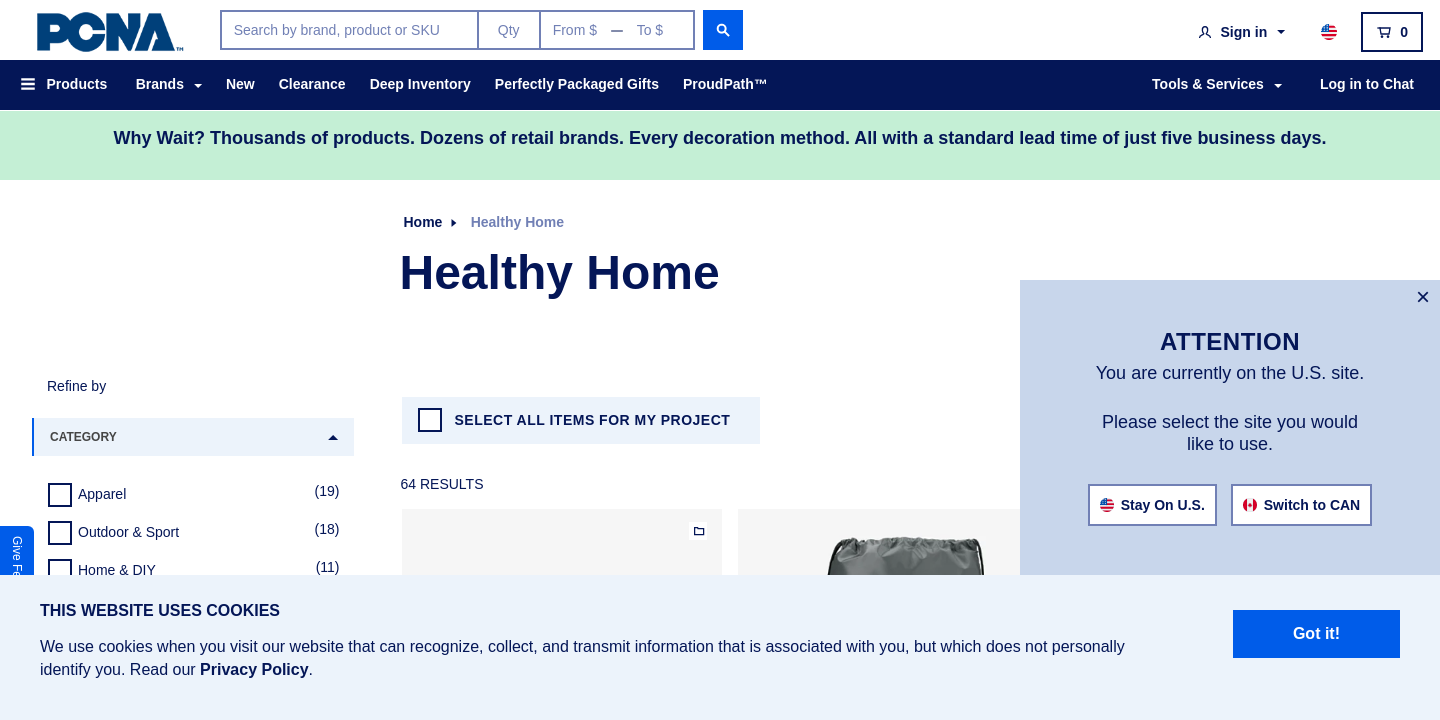 PCNA™
Search by brand, product or SKU
Qty
From $ — To $
Sign in
0
Products
Brands
New
Clearance
Deep Inventory
Perfectly Packaged Gifts
ProudPath™
Tools & Services
Log in to Chat
Why Wait? Thousands of products. Dozens of retail brands. Every decoration method. All with a standard lead time of just five business days.
Home
Healthy Home
Healthy Home
Refine by
CATEGORY
Apparel (19)
Outdoor & Sport (18)
Home & DIY (11)
SELECT ALL ITEMS FOR MY PROJECT
64 RESULTS
×
ATTENTION
You are currently on the U.S. site.
Please select the site you would
like to use.
Stay On U.S.
Switch to CAN
Give
THIS WEBSITE USES COOKIES
We use cookies when you visit our website that can recognize, collect, and transmit information that is associated with you, but which does not personally
identify you. Read our Privacy Policy.
Got it!